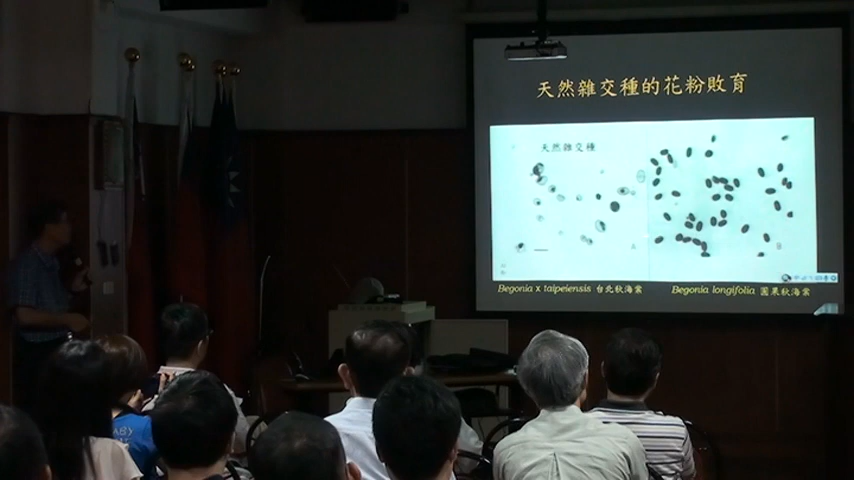 天然雜交種的花粉敗育
天然雜交種
A
B
Begonia x taipeiensis 台北秋海棠
Begonia longifolia 圓果秋海棠